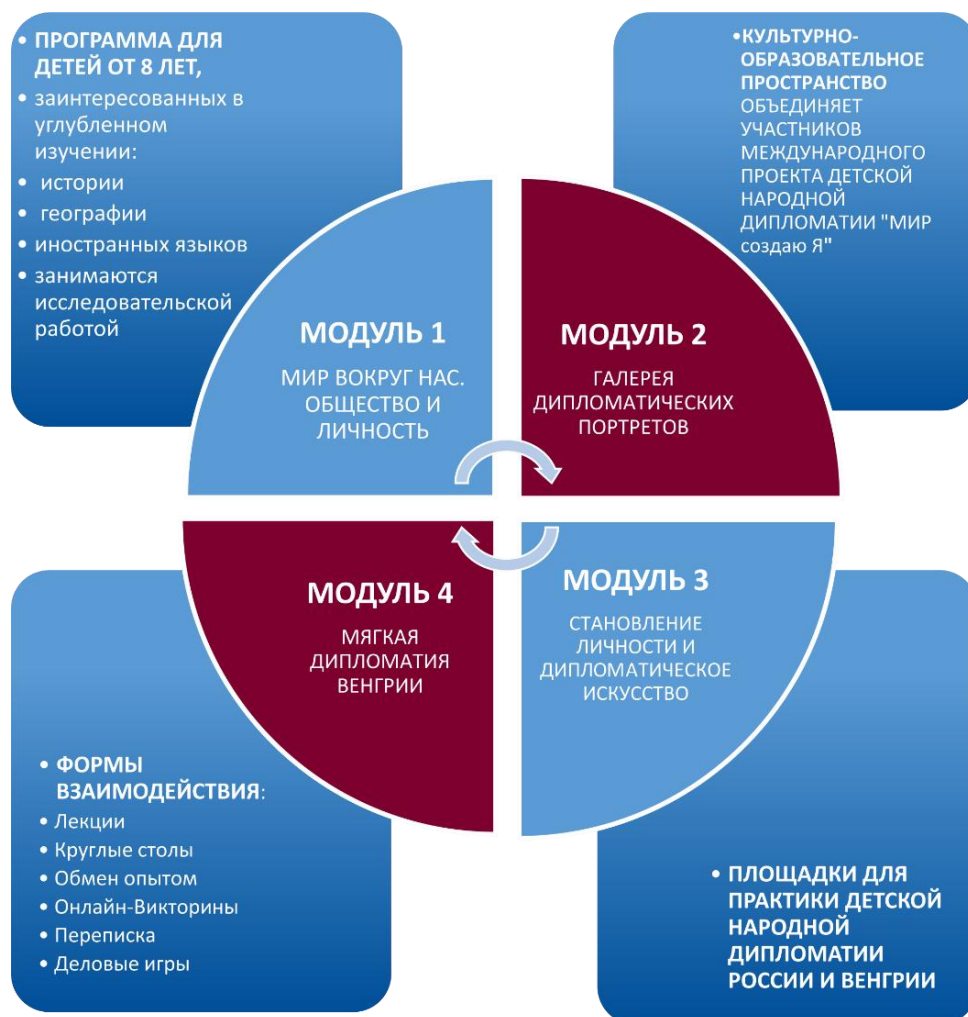 • ПРОГРАММА ДЛЯ
ДЕТЕЙ ОТ 8 ЛЕТ,
• заинтересованных в
углубленном
изучении:
• истории
• географии
• иностранных языков
• занимаются
исследовательской
работой
•КУЛЬТУРНО-
ОБРАЗОВАТЕЛЬНОЕ
ПРОСТРАНСТВО
ОБЪЕДИНЯЕТ
УЧАСТНИКОВ
МЕЖДУНАРОДНОГО
ПРОЕКТА ДЕТСКОЙ
НАРОДНОЙ
ДИПЛОМАТИИ "МИР
создаю Я"
МОДУЛЬ 1
МИР ВОКРУГ НАС.
ОБЩЕСТВО И
ЛИЧНОСТЬ
МОДУЛЬ 2
ГАЛЕРЕЯ
ДИПЛОМАТИЧЕСКИХ
ПОРТРЕТОВ
МОДУЛЬ 4
МЯГКАЯ
ДИПЛОМАТИЯ
ВЕНГРИИ
МОДУЛЬ 3
СТАНОВЛЕНИЕ
ЛИЧНОСТИ И
ДИПЛОМАТИЧЕСКОЕ
ИСКУССТВО
• ФОРМЫ
ВЗАИМОДЕЙСТВИЯ:
• Лекции
• Круглые столы
• Обмен опытом
• Онлайн-Викторины
• Переписка
• Деловые игры
• ПЛОЩАДКИ ДЛЯ
ПРАКТИКИ ДЕТСКОЙ
НАРОДНОЙ
ДИПЛОМАТИИ
РОССИИ И ВЕНГРИИ